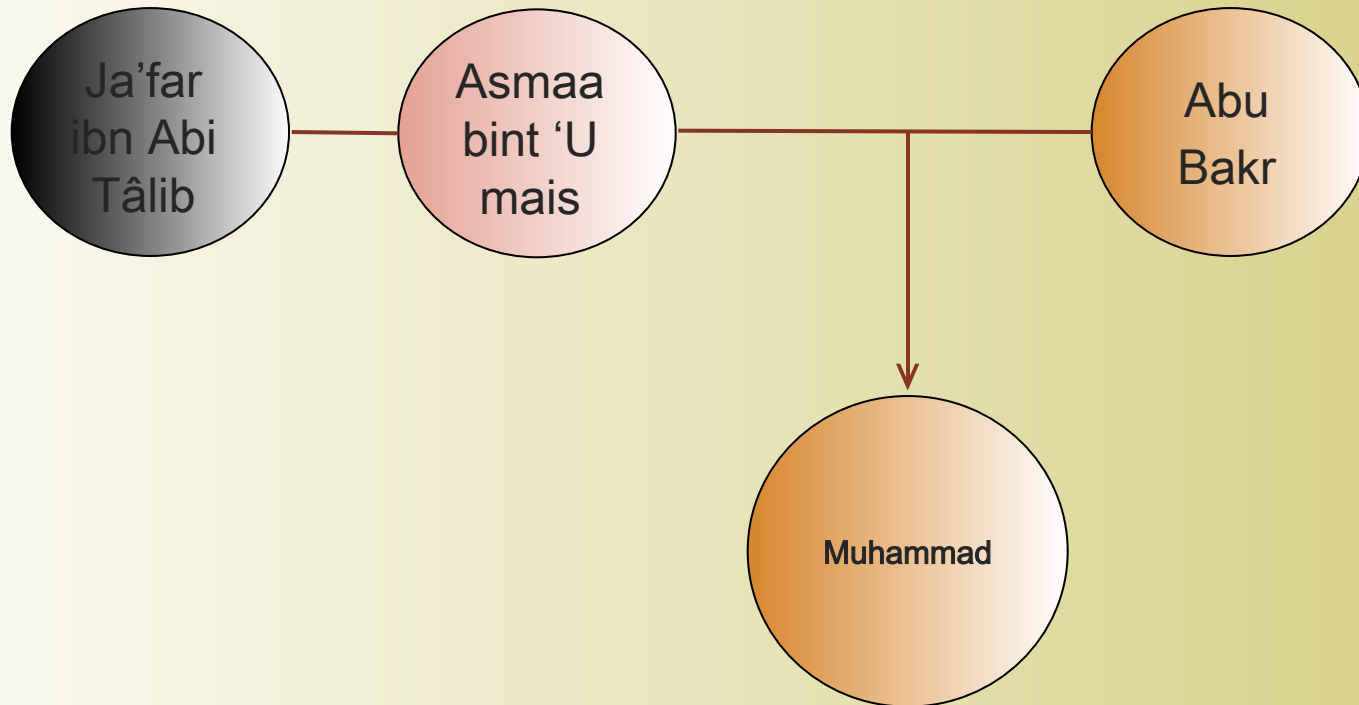 Ja’far
ibn Abi
Tâlib
Asmaa
bint ‘U
mais
Abu
Bakr
Muhammad